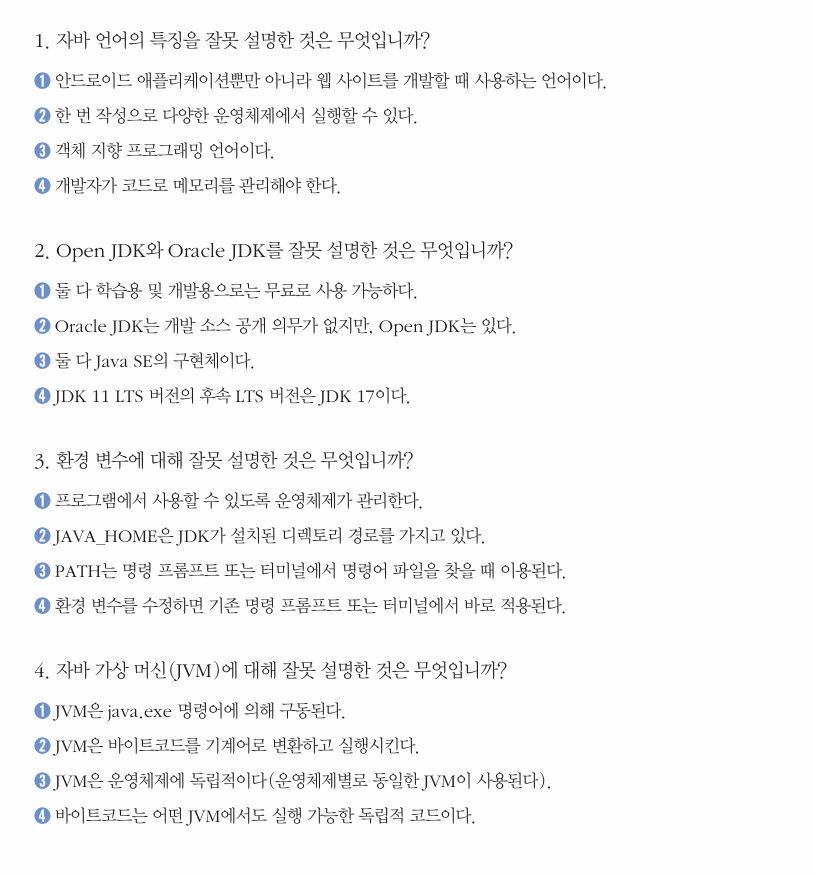 1. 자바 언어의 특징을 잘못 설명한 것은 무엇입니까?
❶ 안드로이드 애플리케이션뿐만 아니라 웹 사이트를 개발할 때 사용하는 언어이다.
❷ 한 번 작성으로 다양한 운영체제에서 실행할 수 있다.
❸ 객체 지향 프로그래밍 언어이다.
❹ 개발자가 코드로 메모리를 관리해야 한다.
2. Open JDK와 Oracle JDK를 잘못 설명한 것은 무엇입니까?
❶ 둘 다 학습용 및 개발용으로는 무료로 사용 가능하다.
❷ Oracle JDK는 개발 소스 공개 의무가 없지만, Open JDK는 있다.
❸ 둘 다 Java SE의 구현체이다.
❹ JDK 11 LTS 버전의 후속 LTS 버전은 JDK 17이다.
3. 환경 변수에 대해 잘못 설명한 것은 무엇입니까?
❶ 프로그램에서 사용할 수 있도록 운영체제가 관리한다.
❷ JAVA_HOME은 JDK가 설치된 디렉토리 경로를 가지고 있다.
❸ PATH는 명령 프롬프트 또는 터미널에서 명령어 파일을 찾을 때 이용된다.
❹ 환경 변수를 수정하면 기존 명령 프롬프트 또는 터미널에서 바로 적용된다.
4. 자바 가상 머신(JVM)에 대해 잘못 설명한 것은 무엇입니까?
❶ JVM은 java.exe 명령어에 의해 구동된다.
❷ JVM은 바이트코드를 기계어로 변환하고 실행시킨다.
❸ JVM은 운영체제에 독립적이다(운영체제별로 동일한 JVM이 사용된다).
❹ 바이트코드는 어떤 JVM에서도 실행 가능한 독립적 코드이다.